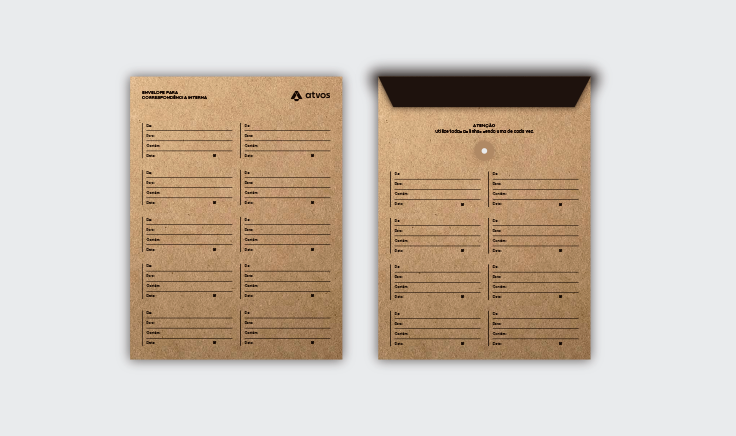 ENVELOPE PARA
CORRESPONDÊNCIA INTERNA
atvos
De:
Para:
Contém:
Data:
De:
Para:
Contém:
Data:
De:
Para:
Contém:
Data:
De:
Para:
Contém:
Data:
De:
Para:
Contém:
Data:
De:
Para:
Contém:
Data:
De:
Para:
Contém:
Data:
De:
Para:
Contém:
Data:
De:
Para:
Contém:
Data:
De:
Para:
Contém:
Data:
ATENÇÃO
Utilize todas as linhas sendo uma de cada vez.
De:
Para:
Contém:
Data:
De:
Para:
Contém:
Data:
De:
Para:
Contém:
Data:
De:
Para:
Contém:
Data:
De:
Para:
Contém:
Data:
De:
Para:
Contém:
Data:
De:
Para:
Contém:
Data:
De:
Para:
Contém:
Data: